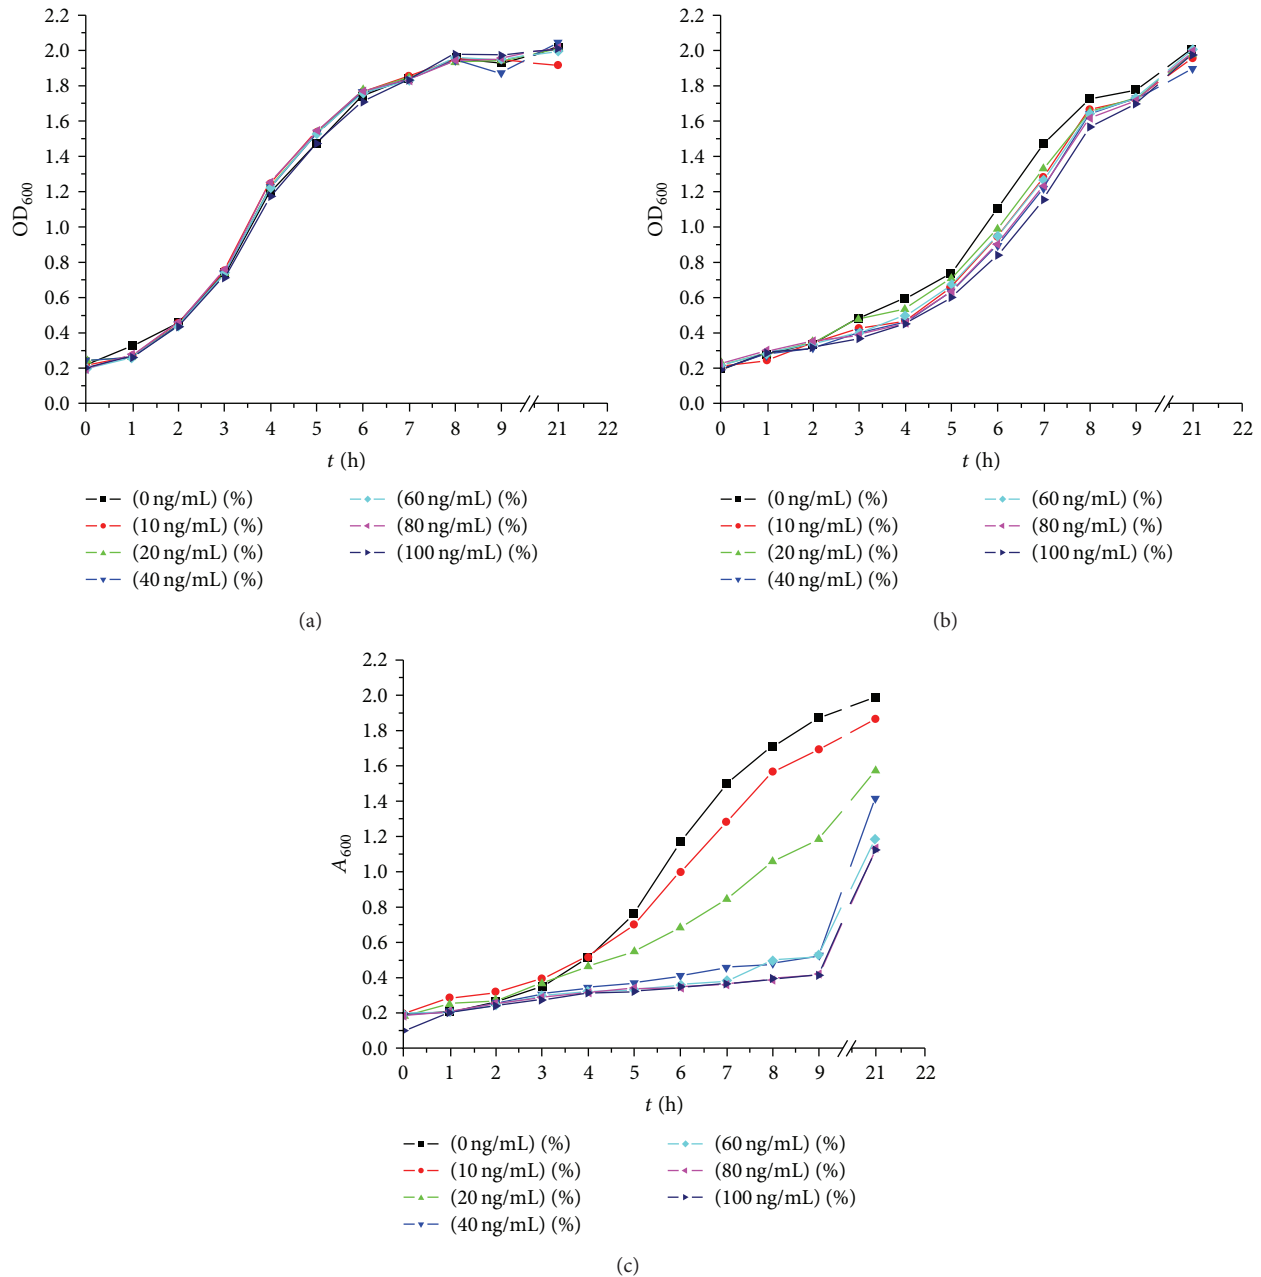 2.2
2.0
1.8
1.6
1.4
1.2
1.0
0.8
0.6
0.4
0.2
0.0
OD600
0 1 2 3 4 5 6 7 8 9 21 22
t (h)
(0 ng/mL) (%)
(10 ng/mL) (%)
(20 ng/mL) (%)
(40 ng/mL) (%)
(60 ng/mL) (%)
(80 ng/mL) (%)
(100 ng/mL) (%)
(a)
2.2
2.0
1.8
1.6
1.4
1.2
1.0
0.8
0.6
0.4
0.2
0.0
OD600
0 1 2 3 4 5 6 7 8 9 21 22
t (h)
(0 ng/mL) (%)
(10 ng/mL) (%)
(20 ng/mL) (%)
(40 ng/mL) (%)
(60 ng/mL) (%)
(80 ng/mL) (%)
(100 ng/mL) (%)
(b)
2.2
2.0
1.8
1.6
1.4
1.2
1.0
0.8
0.6
0.4
0.2
0.0
A600
0 1 2 3 4 5 6 7 8 9 21 22
t (h)
(0 ng/mL) (%)
(10 ng/mL) (%)
(20 ng/mL) (%)
(40 ng/mL) (%)
(60 ng/mL) (%)
(80 ng/mL) (%)
(100 ng/mL) (%)
(c)